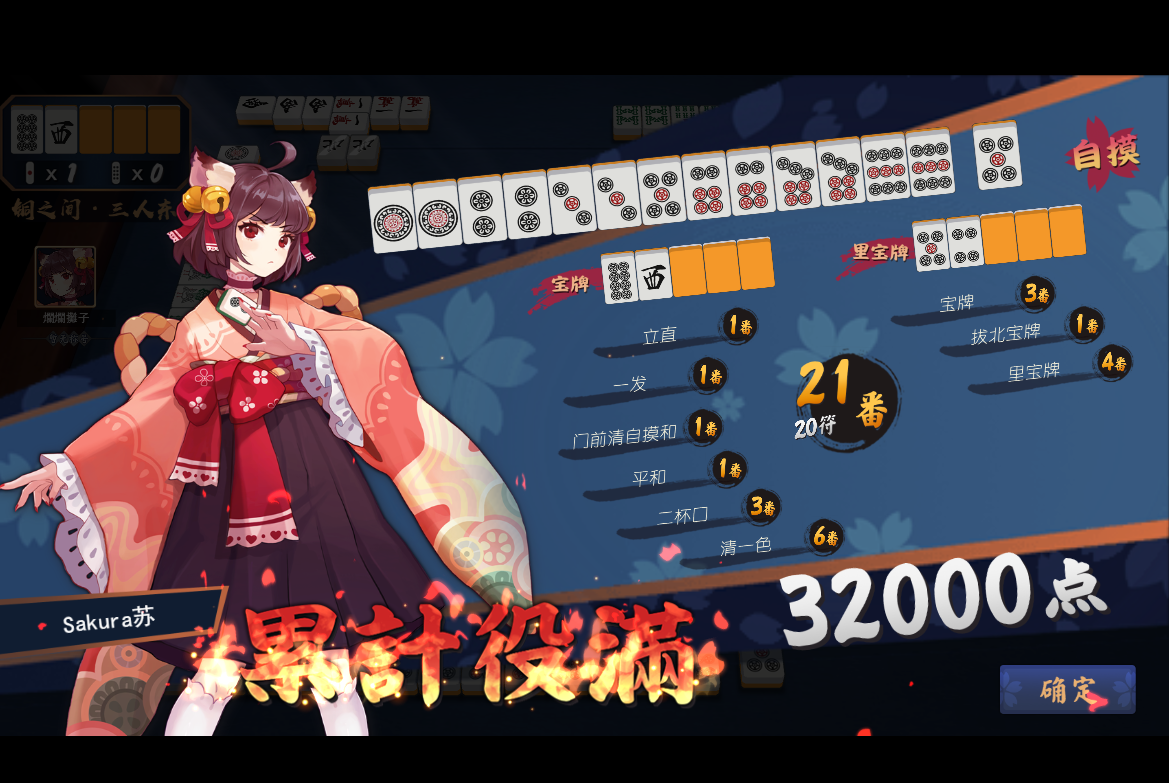 西
x 1
x 0
铜之间·三人东
自摸
宝牌
西
里宝牌
立直
1番
一发
1番
门前清自摸和
1番
平和
1番
二杯口
3番
清一色
6番
21番
20符
宝牌
3番
拔北宝牌
1番
里宝牌
4番
Sakura苏
累計役滿
32000点
确定